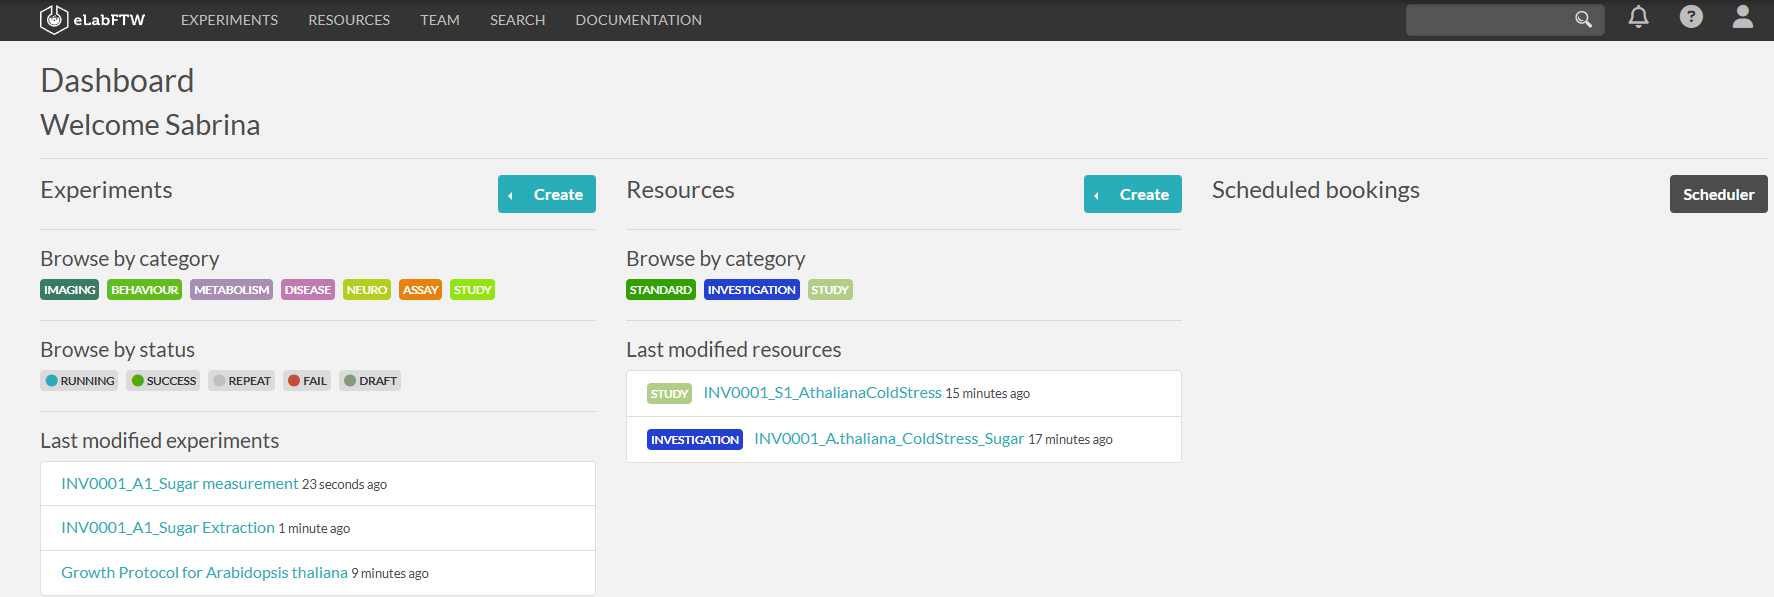 eLabFTW EXPERIMENTS RESOURCES TEAM SEARCH DOCUMENTATION ?
Dashboard
Welcome Sabrina
Experiments
Create
Browse by category
IMAGING BEHAVIOUR METABOLISM DISEASE NEURO ASSAY STUDY
Browse by status
RUNNING SUCCESS REPEAT FAIL DRAFT
Last modified experiments
INV0001_A1_Sugar measurement 23 seconds ago
INV0001_A1_Sugar Extraction 1 minute ago
Growth Protocol for Arabidopsis thaliana 9 minutes ago
Resources
Create
Browse by category
STANDARD INVESTIGATION STUDY
Last modified resources
STUDY INV0001_S1_AthalianaColdStress 15 minutes ago
INVESTIGATION INV0001_A.thaliana_ColdStress_Sugar 17 minutes ago
Scheduled bookings
Scheduler